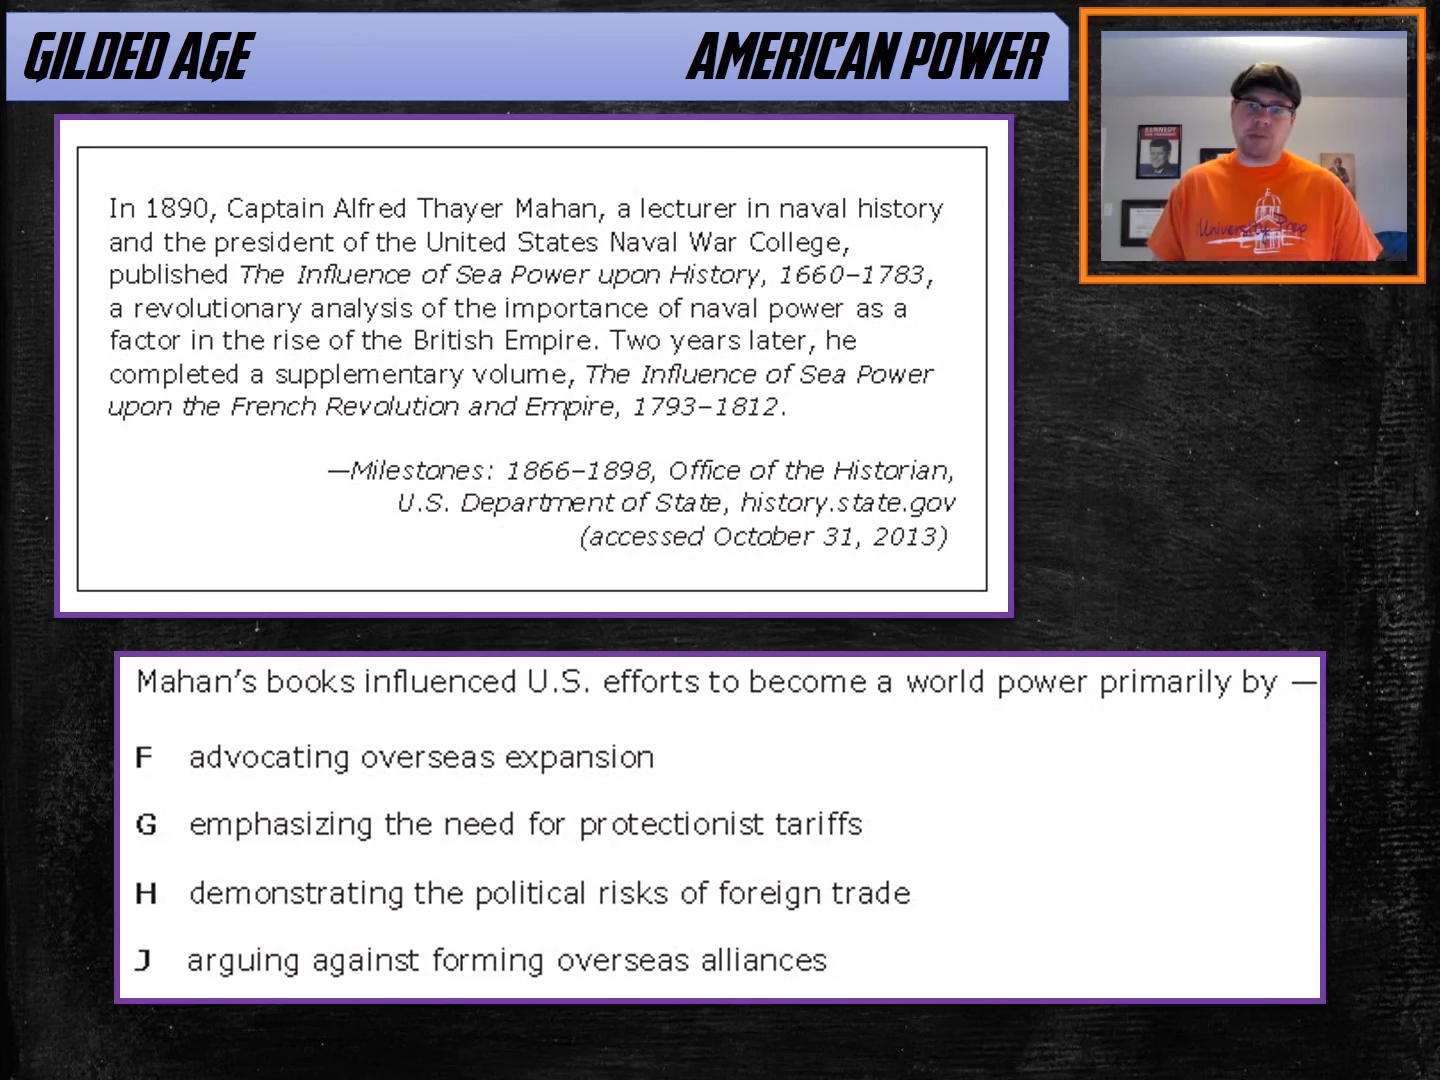 GILDED AGE
AMERICAN POWER
KENNEDY
University Prep
In 1890, Captain Alfred Thayer Mahan, a lecturer in naval history
and the president of the United States Naval War College,
published The Influence of Sea Power upon History, 1660–1783,
a revolutionary analysis of the importance of naval power as a
factor in the rise of the British Empire. Two years later, he
completed a supplementary volume, The Influence of Sea Power
upon the French Revolution and Empire, 1793–1812.
—Milestones: 1866–1898, Office of the Historian,
U.S. Department of State, history.state.gov
(accessed October 31, 2013)
Mahan's books influenced U.S. efforts to become a world power primarily by —
F advocating overseas expansion
G emphasizing the need for protectionist tariffs
H demonstrating the political risks of foreign trade
J arguing against forming overseas alliances